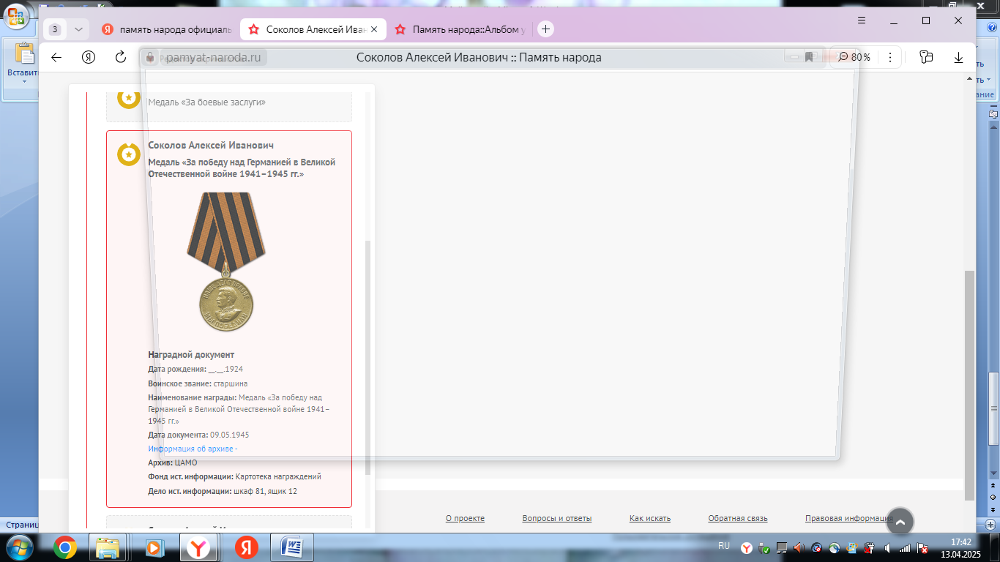 3
память народа официаль
Соколов Алексей Иван
Память народа::Альбом у
pamyat-naroda.ru
Соколов Алексей Иванович :: Память народа
80 %
Вставить
Медаль «За боевые заслуги»
Соколов Алексей Иванович
Медаль «За победу над Германией в Великой
Отечественной войне 1941–1945 гг.»
НАШЕ ДЕЛО ПРАВОЕ
МЫ ПОБЕДИЛИ
Наградной документ
Дата рождения: __.__.1924
Воинское звание: старшина
Наименование награды: Медаль «За победу над
Германией в Великой Отечественной войне 1941–
1945 гг.»
Дата документа: 09.05.1945
Информация об архиве -
Архив: ЦАМО
Фонд ист. информации: Картотека награждений
Дело ист. информации: шкаф 81, ящик 12
О проекте
Вопросы и ответы
Как искать
Обратная связь
Правовая информация
Страниц
RU
17:42
13.04.2025